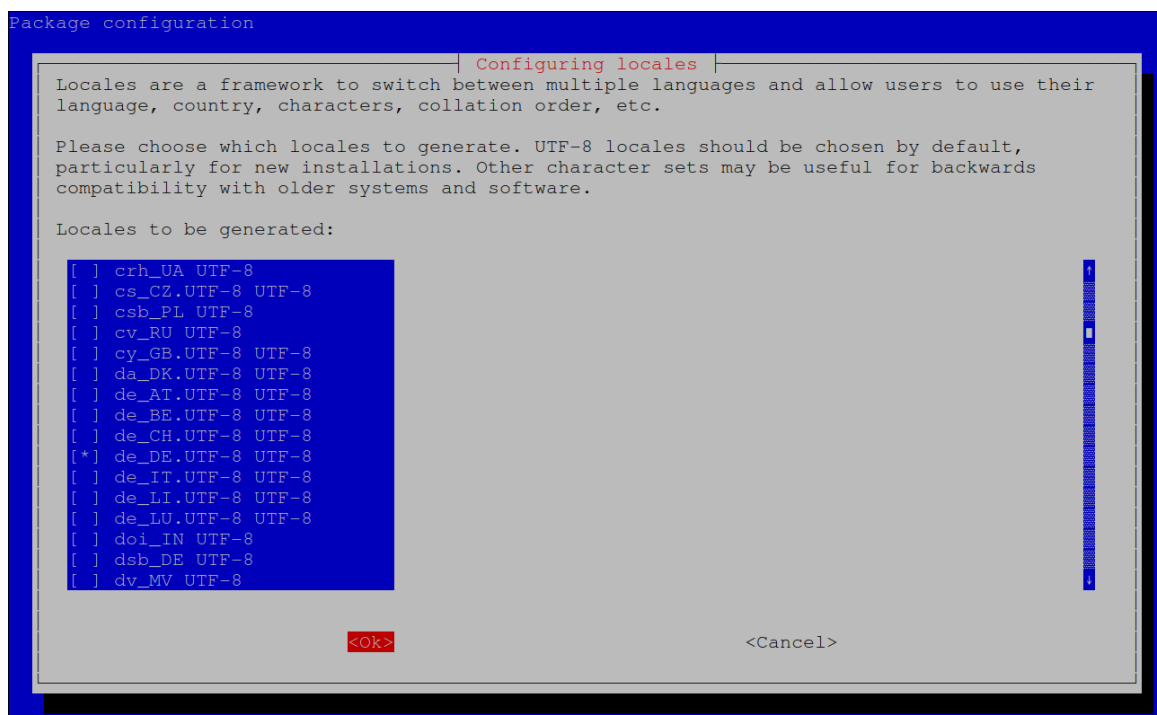 Package configuration
Configuring locales
Locales are a framework to switch between multiple languages and allow users to use their
language, country, characters, collation order, etc.
Please choose which locales to generate. UTF-8 locales should be chosen by default,
particularly for new installations. Other character sets may be useful for backwards
compatibility with older systems and software.
Locales to be generated:
[ ] crh_UA UTF-8
[ ] cs_CZ.UTF-8 UTF-8
[ ] csb_PL UTF-8
[ ] cv_RU UTF-8
[ ] cy_GB.UTF-8 UTF-8
[ ] da_DK.UTF-8 UTF-8
[ ] de_AT.UTF-8 UTF-8
[ ] de_BE.UTF-8 UTF-8
[ ] de_CH.UTF-8 UTF-8
[*] de_DE.UTF-8 UTF-8
[ ] de_IT.UTF-8 UTF-8
[ ] de_LI.UTF-8 UTF-8
[ ] de_LU.UTF-8 UTF-8
[ ] doi_IN UTF-8
[ ] dsb_DE UTF-8
[ ] dv_MV UTF-8
<Ok> <Cancel>